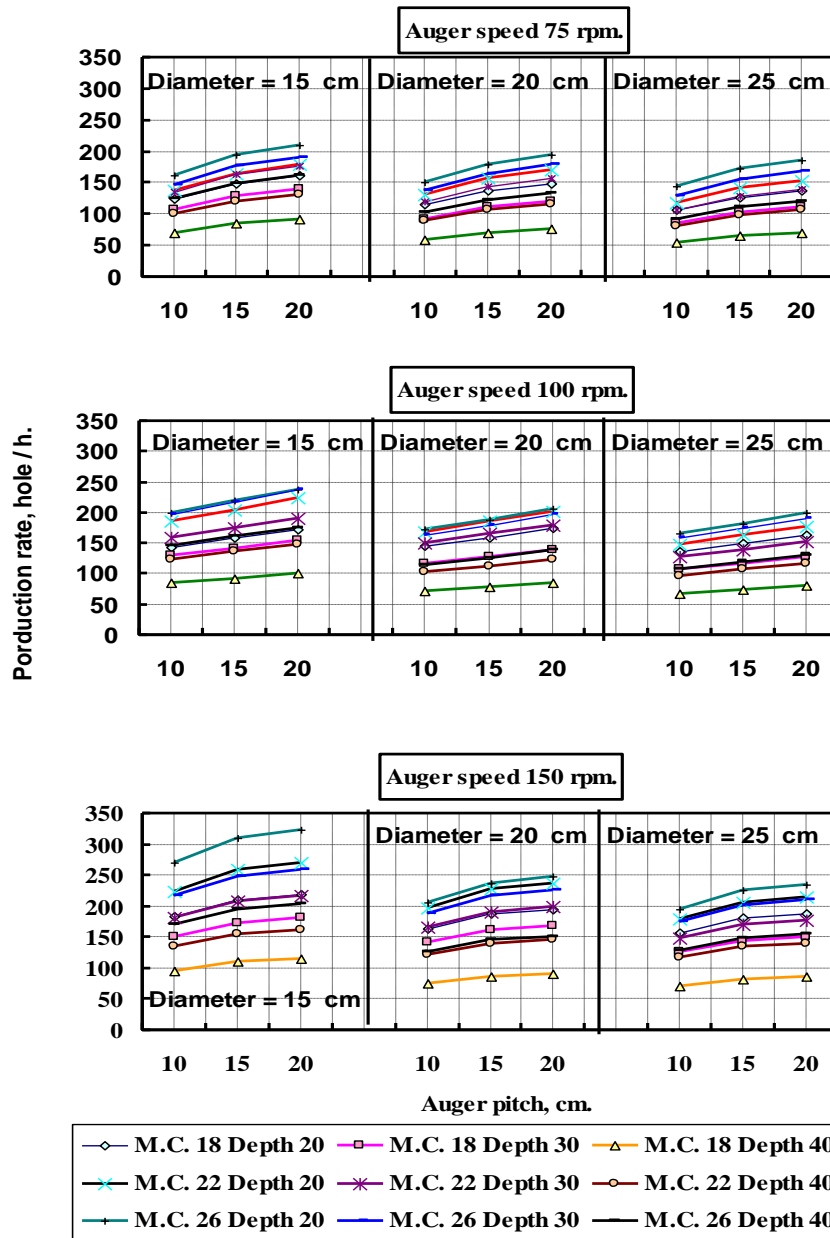 Auger speed 75 rpm.
350
300
250
200
150
100
50
0
Diameter = 15 cm
Diameter = 20 cm
Diameter = 25 cm
10 15 20 10 15 20 10 15 20
Auger speed 100 rpm.
Porduction rate, hole / h.
350
300
250
200
150
100
50
0
Diameter = 15 cm
Diameter = 20 cm
Diameter = 25 cm
10 15 20 10 15 20 10 15 20
Auger speed 150 rpm.
350
300
250
200
150
100
50
0
Diameter = 15 cm
Diameter = 20 cm
Diameter = 25 cm
10 15 20 10 15 20 10 15 20
Auger pitch, cm.
M.C. 18 Depth 20 M.C. 18 Depth 30 M.C. 18 Depth 40
M.C. 22 Depth 20 M.C. 22 Depth 30 M.C. 22 Depth 40
M.C. 26 Depth 20 M.C. 26 Depth 30 M.C. 26 Depth 40